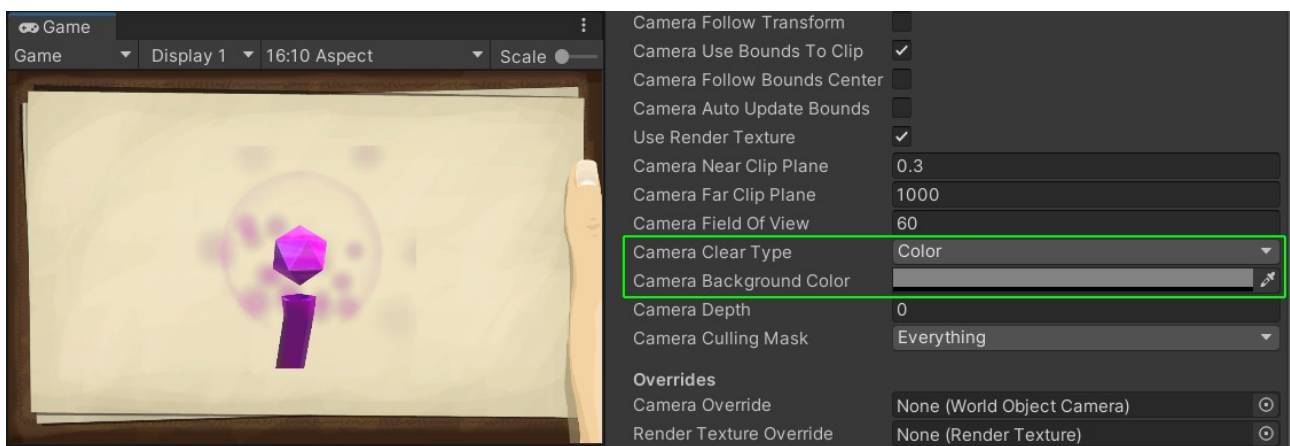 Game
Game Display 1 16:10 Aspect Scale
Camera Follow Transform
Camera Use Bounds To Clip
Camera Follow Bounds Center
Camera Auto Update Bounds
Use Render Texture
Camera Near Clip Plane 0.3
Camera Far Clip Plane 1000
Camera Field Of View 60
Camera Clear Type Color
Camera Background Color
Camera Depth 0
Camera Culling Mask Everything
Overrides
Camera Override None (World Object Camera)
Render Texture Override None (Render Texture)